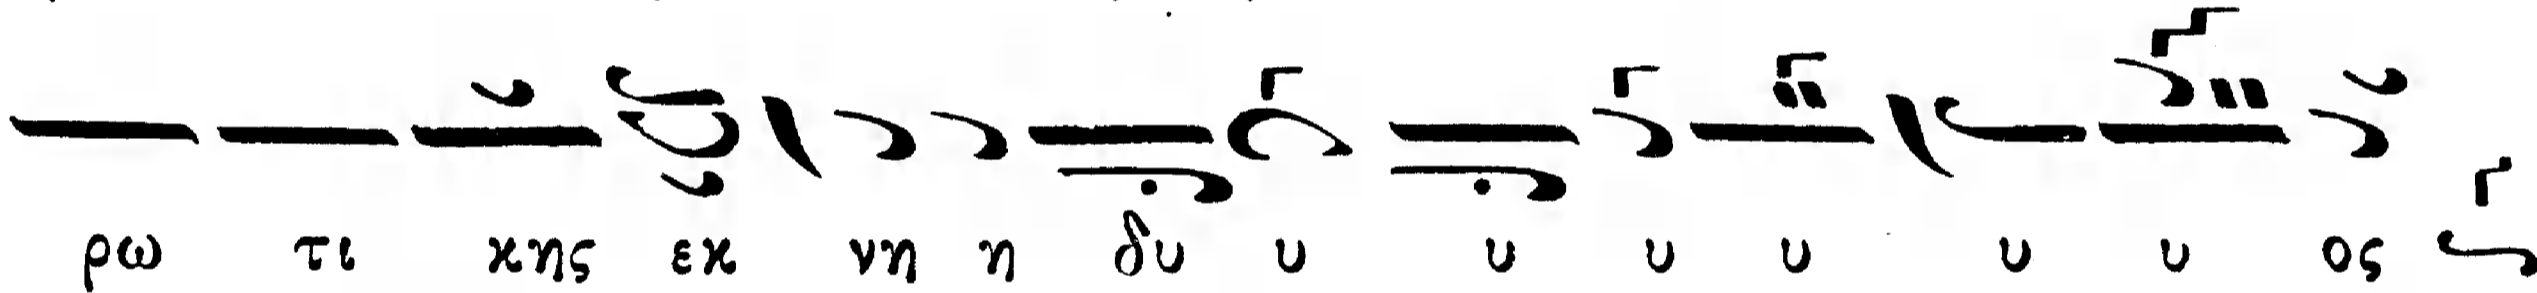 ρω τι κης εκ νη η δυ υ υ υ υ υ υ ος